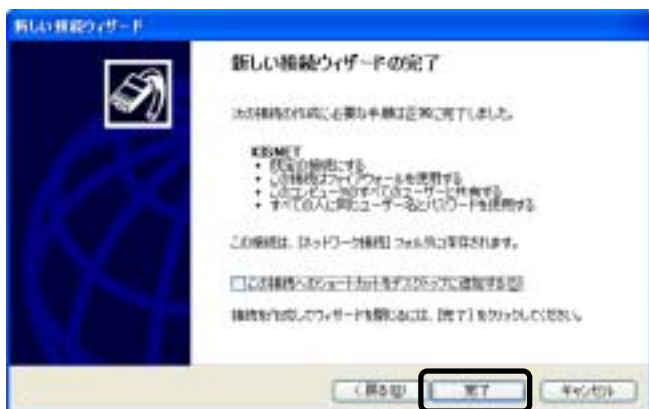 新しい接続ウィザード
新しい接続ウィザードの完了
次の接続の作成に必要な手順は正常に完了しました。
• 既定の接続にする
• この接続はファイアウォールを使用する
• このコンピュータのすべてのユーザーと共有する
• すべての人に同じユーザー名とパスワードを使用する
この接続は、[ネットワーク接続] フォルダに保存されます。
この接続へのショートカットをデスクトップに追加する(S)
接続を作成してウィザードを閉じるには、[完了] をクリックしてください。
< 戻る(B)
完了
キャンセル